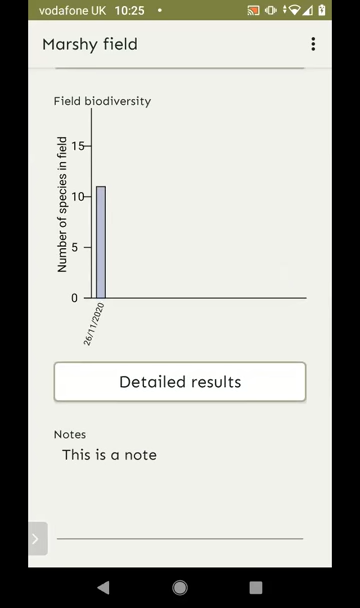 vodafone UK 10:25
Marshy field
Field biodiversity
Number of species in field
15
10
5
0
26/11/2020
Detailed results
Notes
This is a note